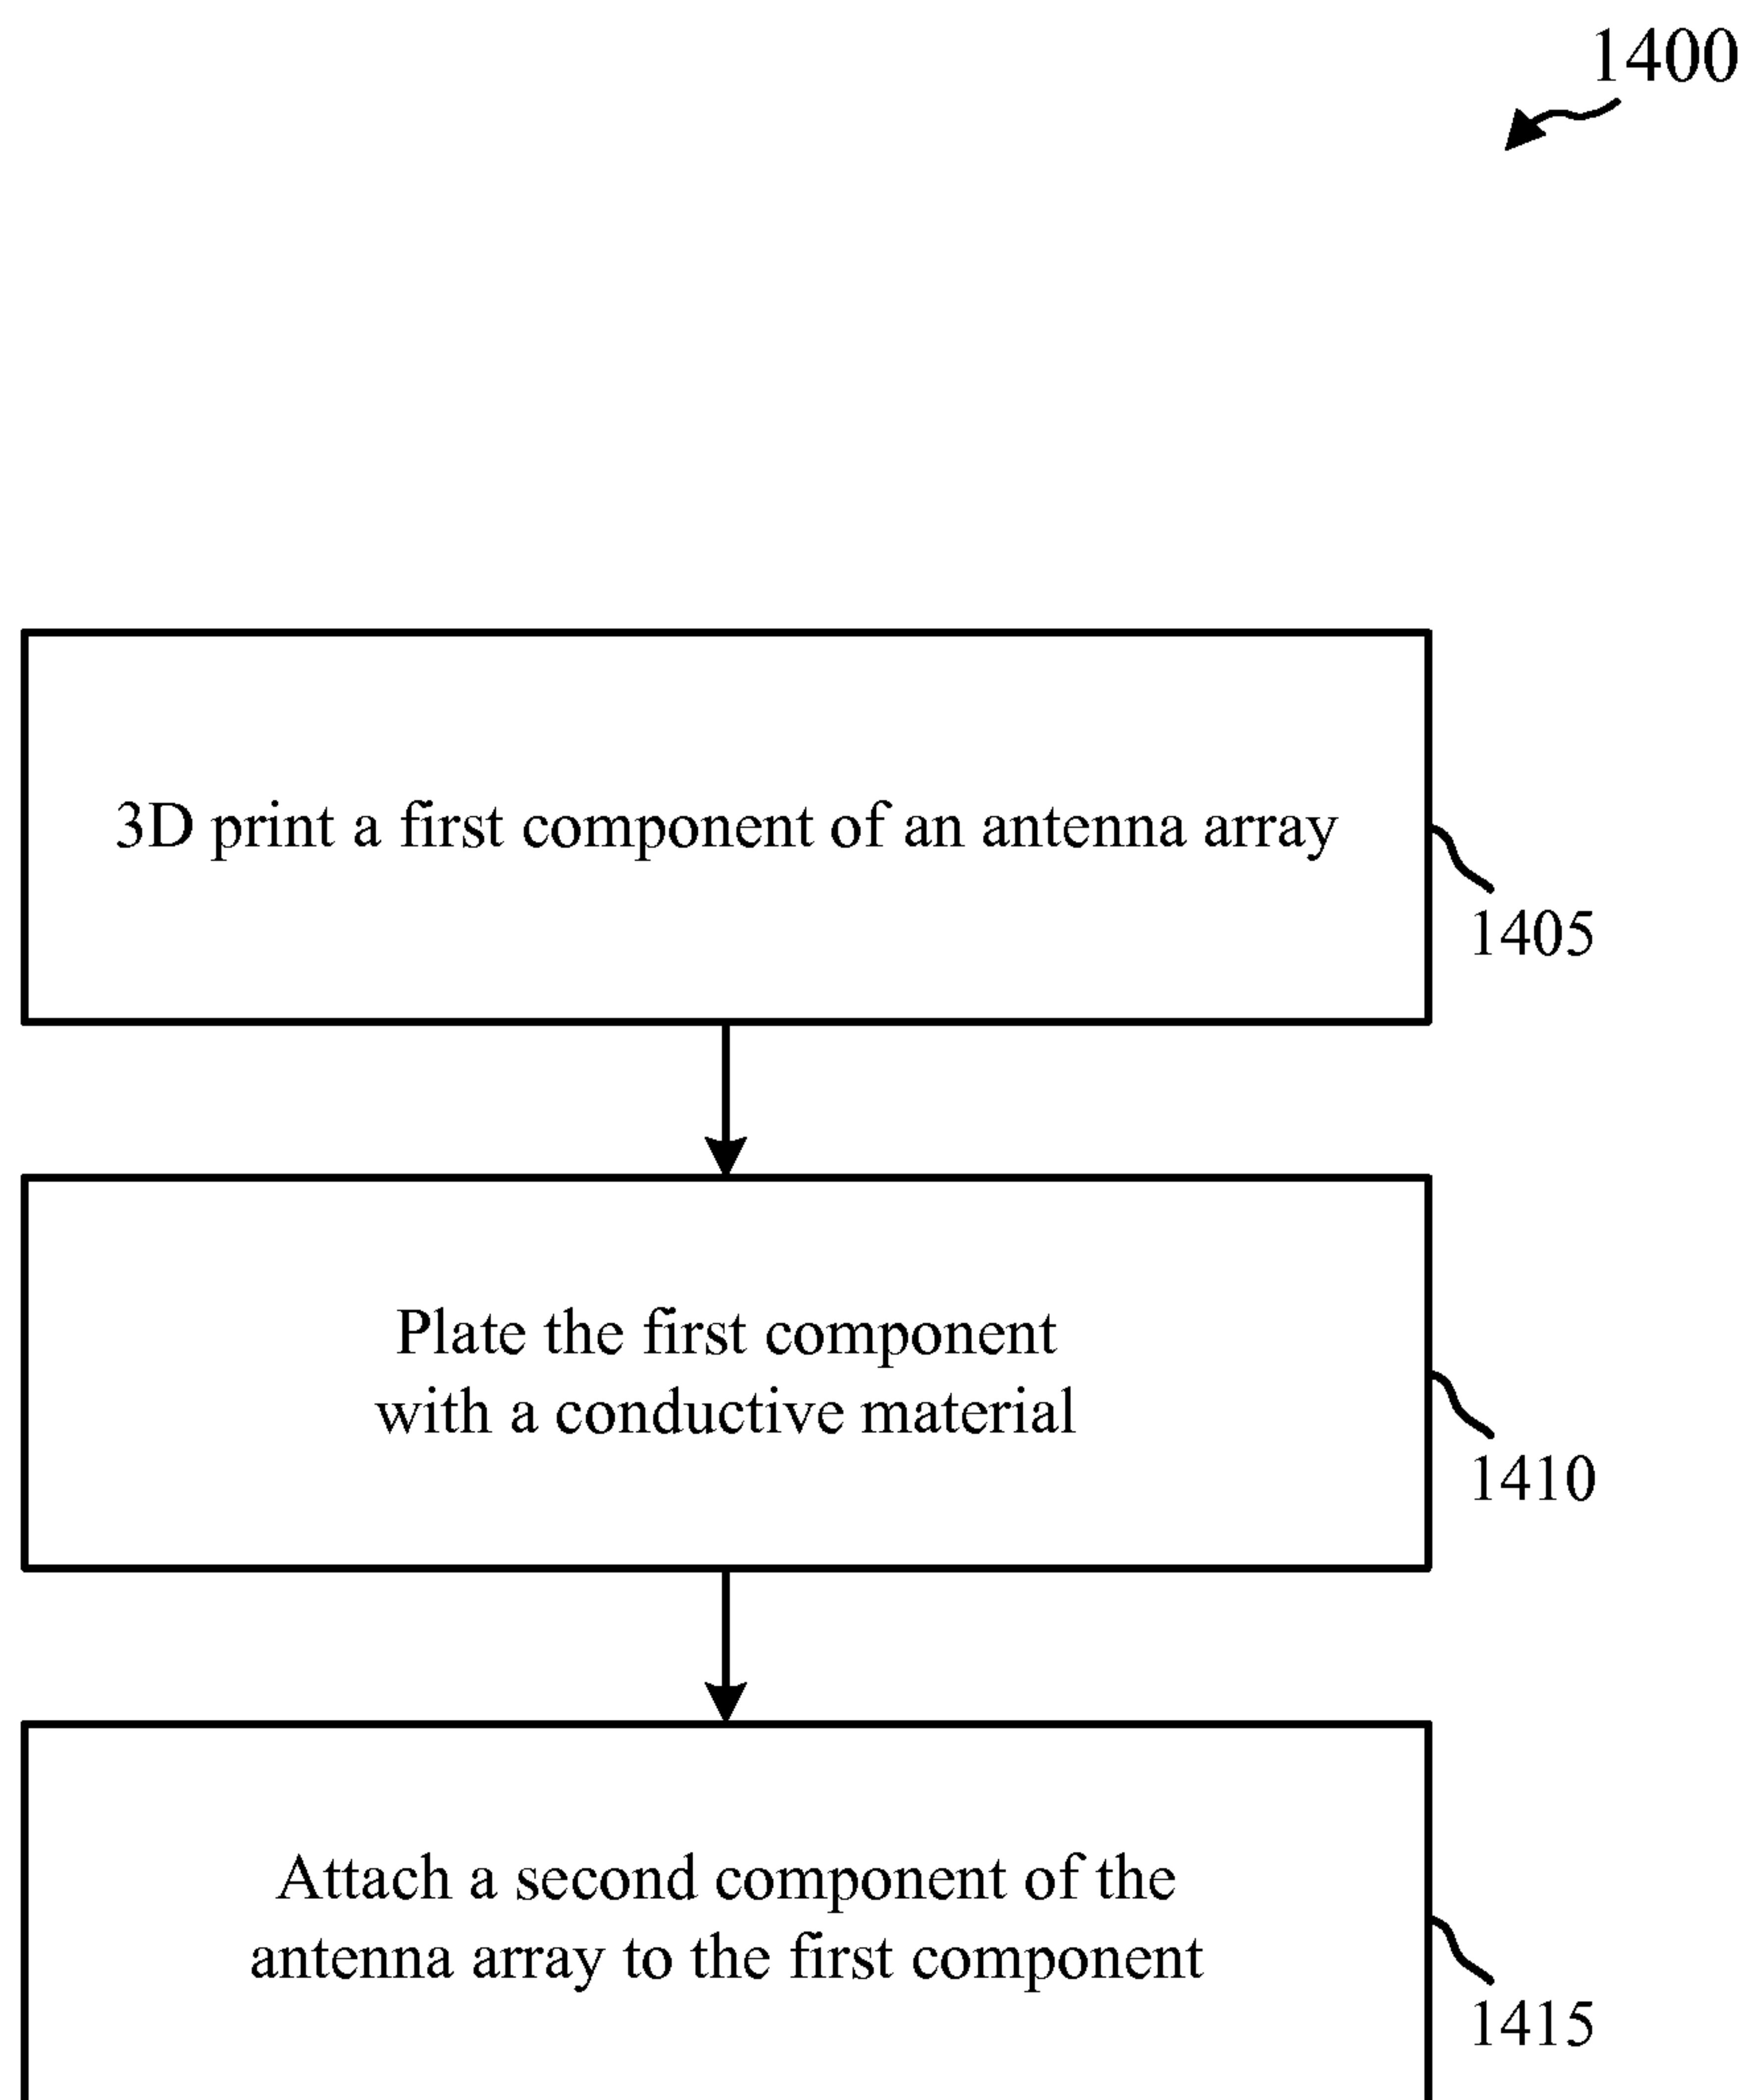 1400
3D print a first component of an antenna array
1405
Plate the first component
with a conductive material
1410
Attach a second component of the
antenna array to the first component
1415